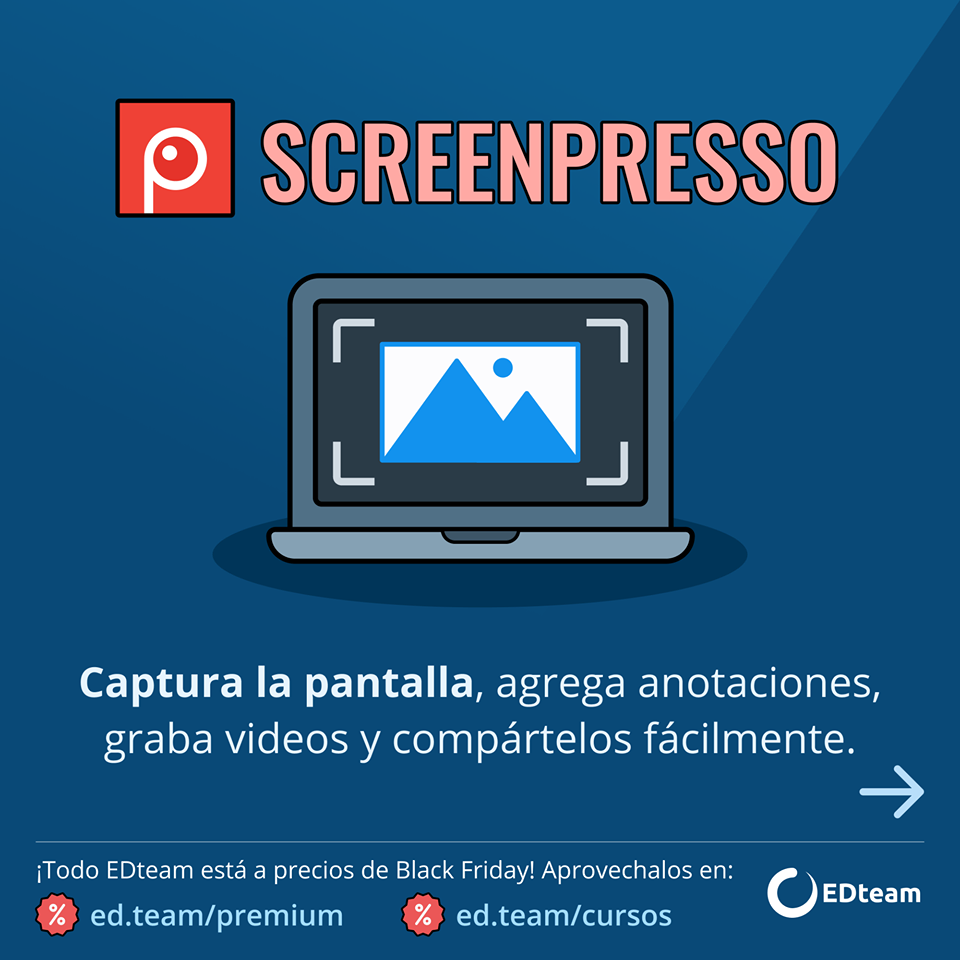 SCREENPRESSO
Captura la pantalla, agrega anotaciones,
graba videos y compártelos fácilmente.
¡Todo EDteam está a precios de Black Friday! Aprovechalos en:
% ed.team/premium
% ed.team/cursos
EDteam